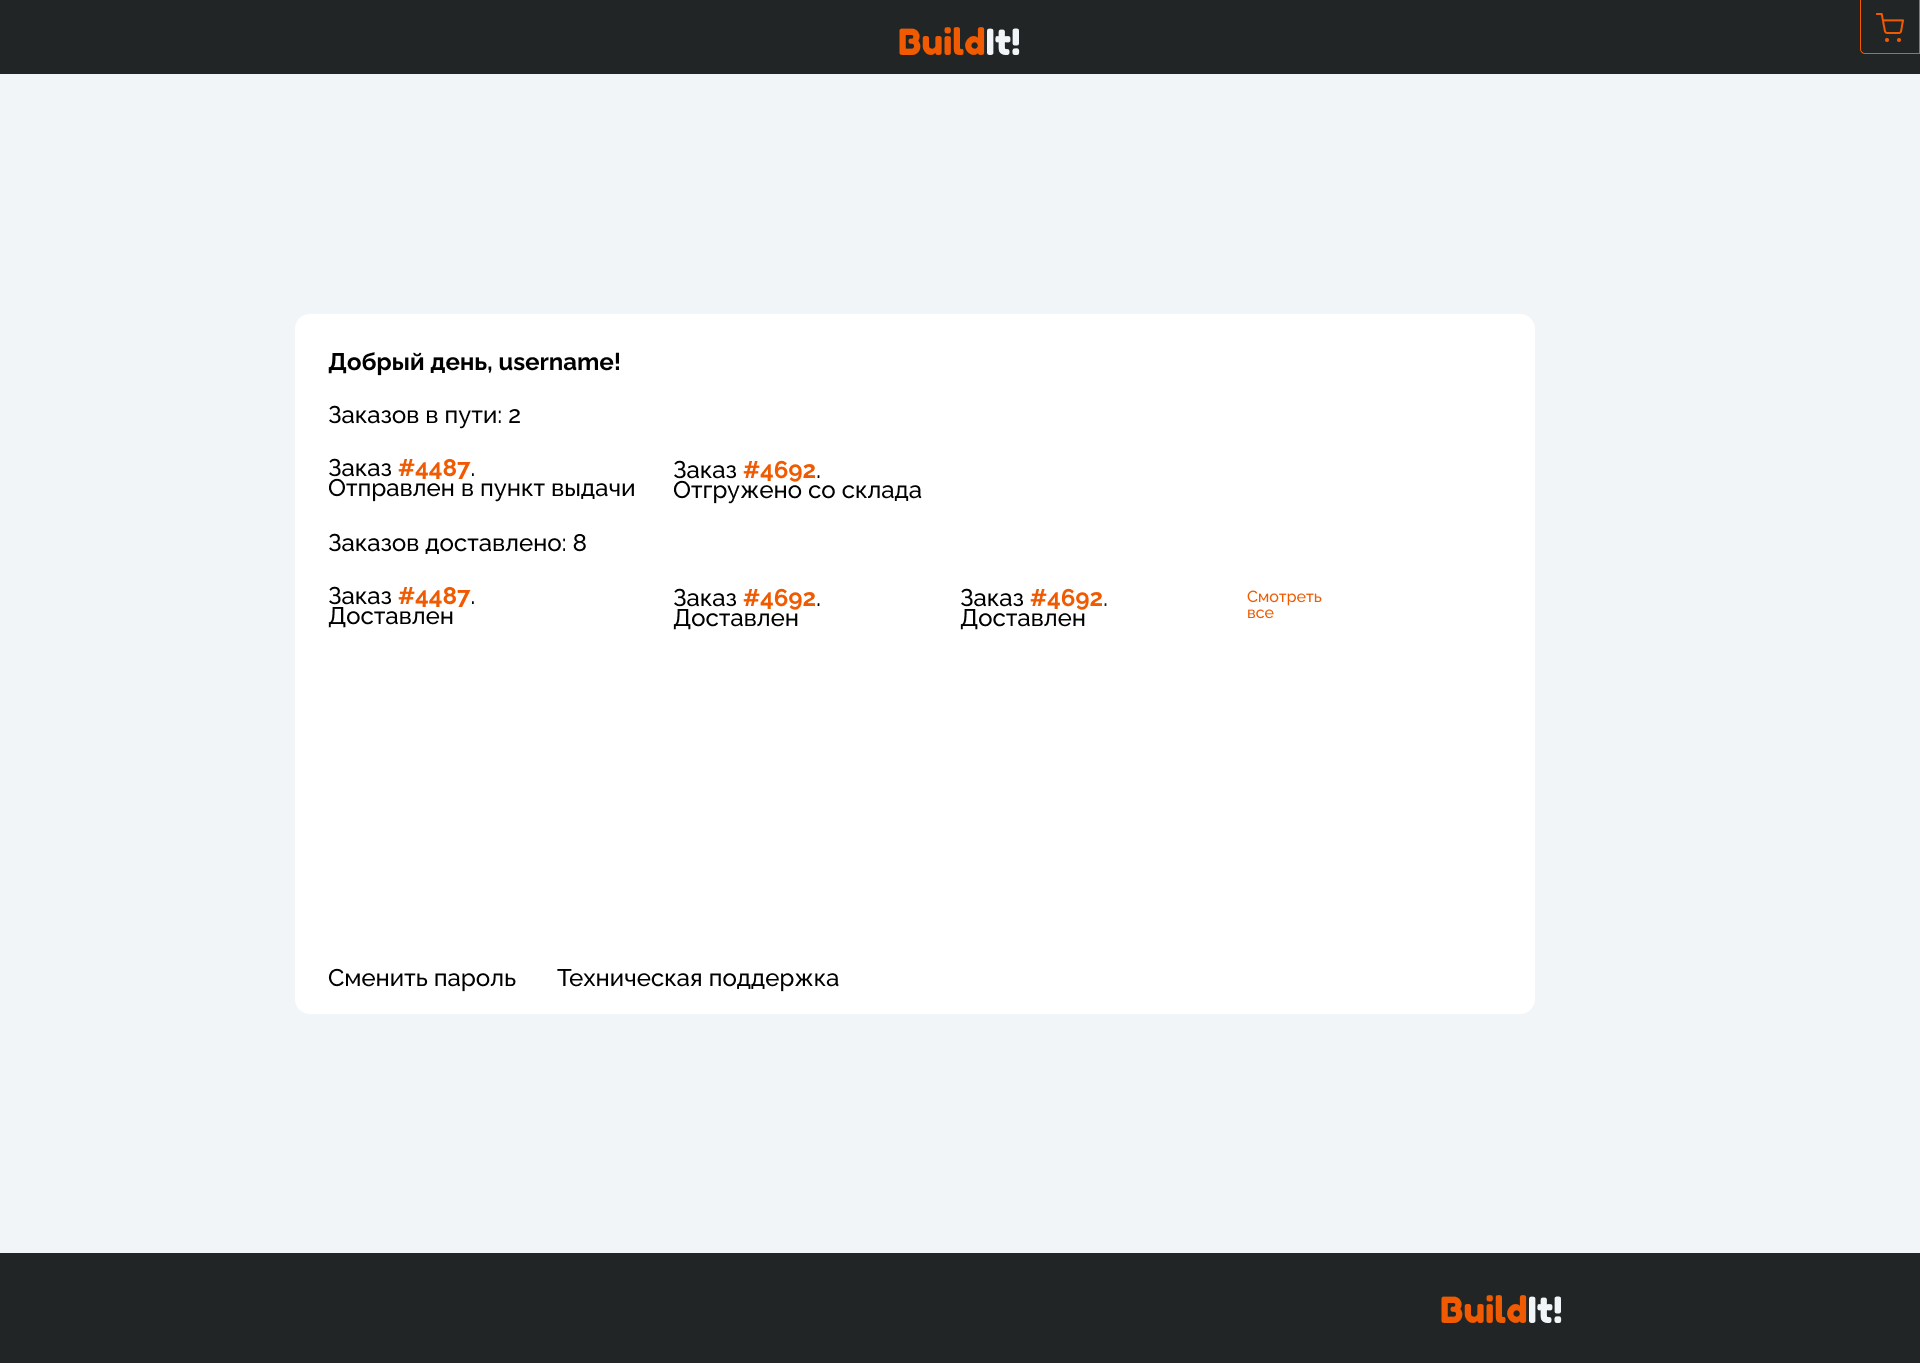 BuildIt!
Добрый день, username!
Заказов в пути: 2
Заказ #4487.
Отправлен в пункт выдачи
Заказ #4692.
Отгружено со склада
Заказов доставлено: 8
Заказ #4487.
Доставлен
Заказ #4692.
Доставлен
Заказ #4692.
Доставлен
Смотреть
все
Сменить пароль
Техническая поддержка
BuildIt!